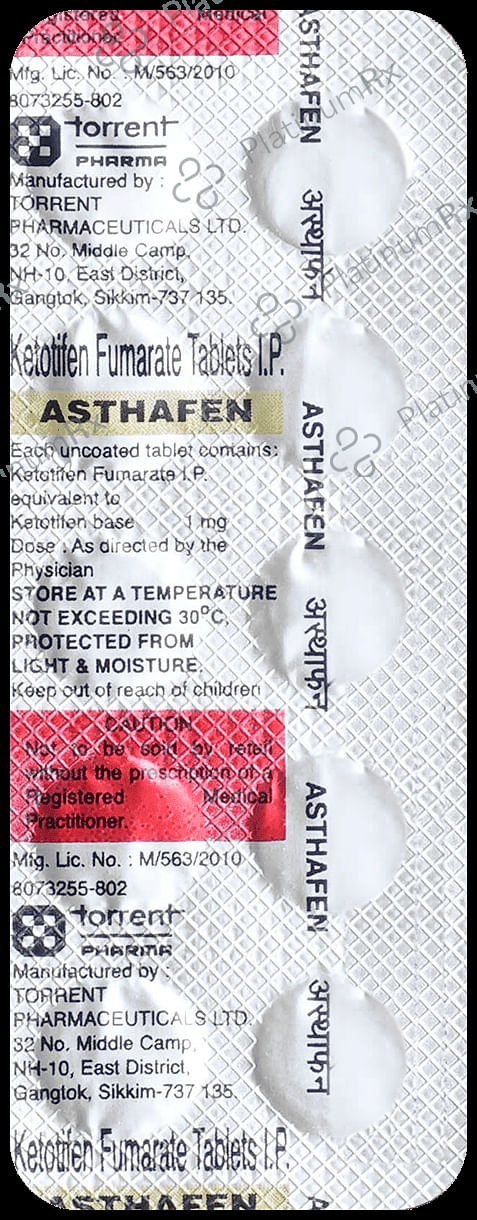 Registered Medical
Practitioner.
Mfg. Lic. No. : M/563/2010
8073255-802
torrent
PHARMA
Manufactured by :
TORRENT
PHARMACEUTICALS LTD.
32 No. Middle Camp,
NH-10, East District,
Gangtok, Sikkim-737 135.
Ketotifen Fumarate Tablets I.P.
ASTHAFEN
Each uncoated tablet contains:
Ketotifen Fumarate I.P.
equivalent to
Ketotifen base 1 mg
Dose : As directed by the
Physician
STORE AT A TEMPERATURE
NOT EXCEEDING 30°C,
PROTECTED FROM
LIGHT & MOISTURE.
Keep out of reach of children
CAUTION
Not to be sold by retail
without the prescription of a
Registered Medical
Practitioner.
Mfg. Lic. No. : M/563/2010
8073255-802
torrent
PHARMA
Manufactured by :
TORRENT
PHARMACEUTICALS LTD.
32 No. Middle Camp,
NH-10, East District,
Gangtok, Sikkim-737 135.
Ketotifen Fumarate Tablets I.P.
ASTHAFEN
ASTHAFEN
अस्थाफेन
ASTHAFEN
अस्थाफेन
ASTHAFEN
अस्थाफेन
PlatinumRx
PlatinumRx